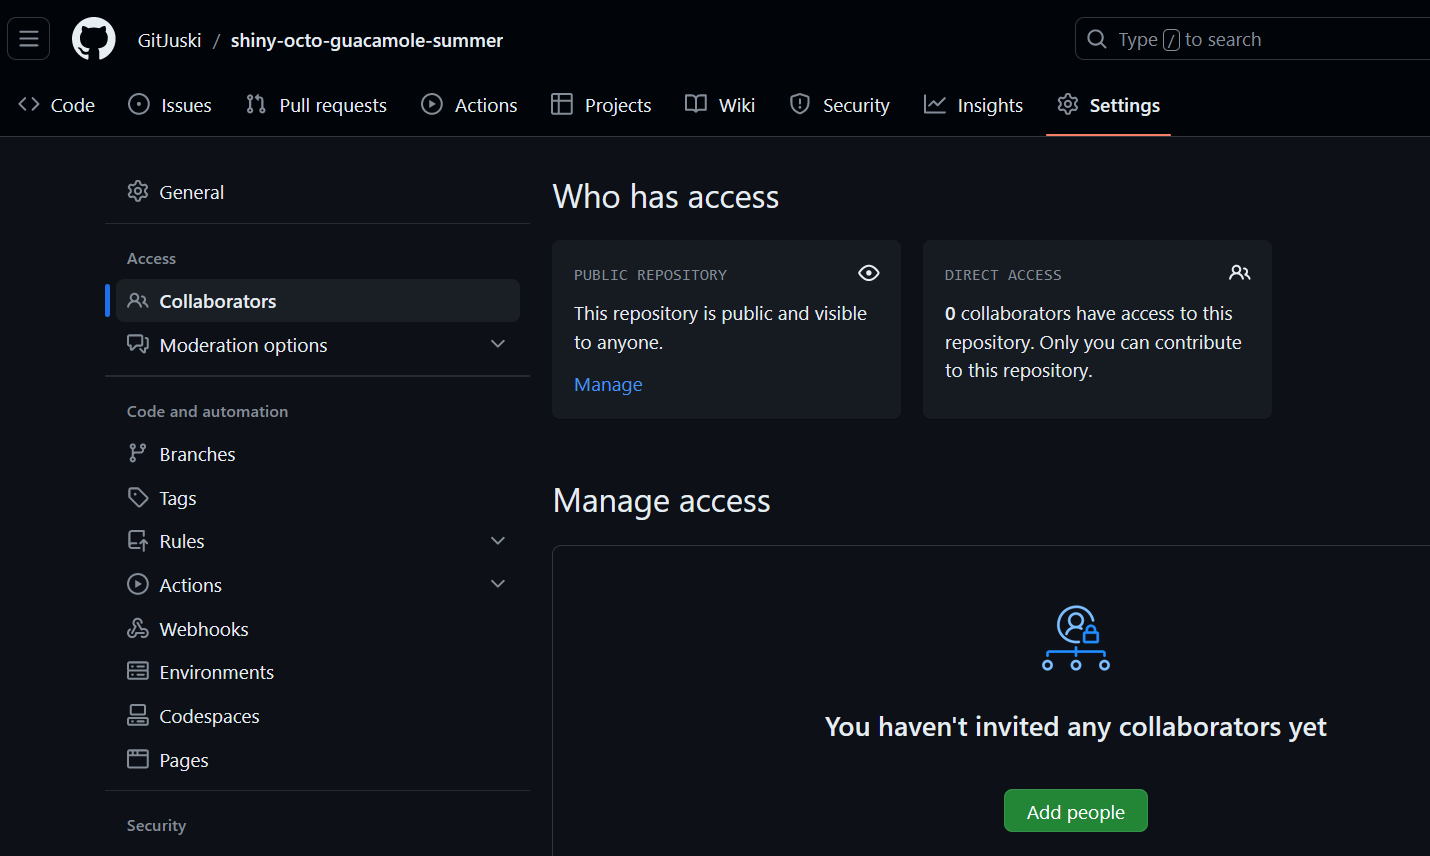 GitJuski / shiny-octo-guacamole-summer
Type / to search
Code Issues Pull requests Actions Projects Wiki Security Insights Settings
General
Access
Collaborators
Moderation options
Code and automation
Branches
Tags
Rules
Actions
Webhooks
Environments
Codespaces
Pages
Security
Who has access
PUBLIC REPOSITORY
This repository is public and visible
to anyone.
Manage
DIRECT ACCESS
0 collaborators have access to this
repository. Only you can contribute
to this repository.
Manage access
You haven't invited any collaborators yet
Add people